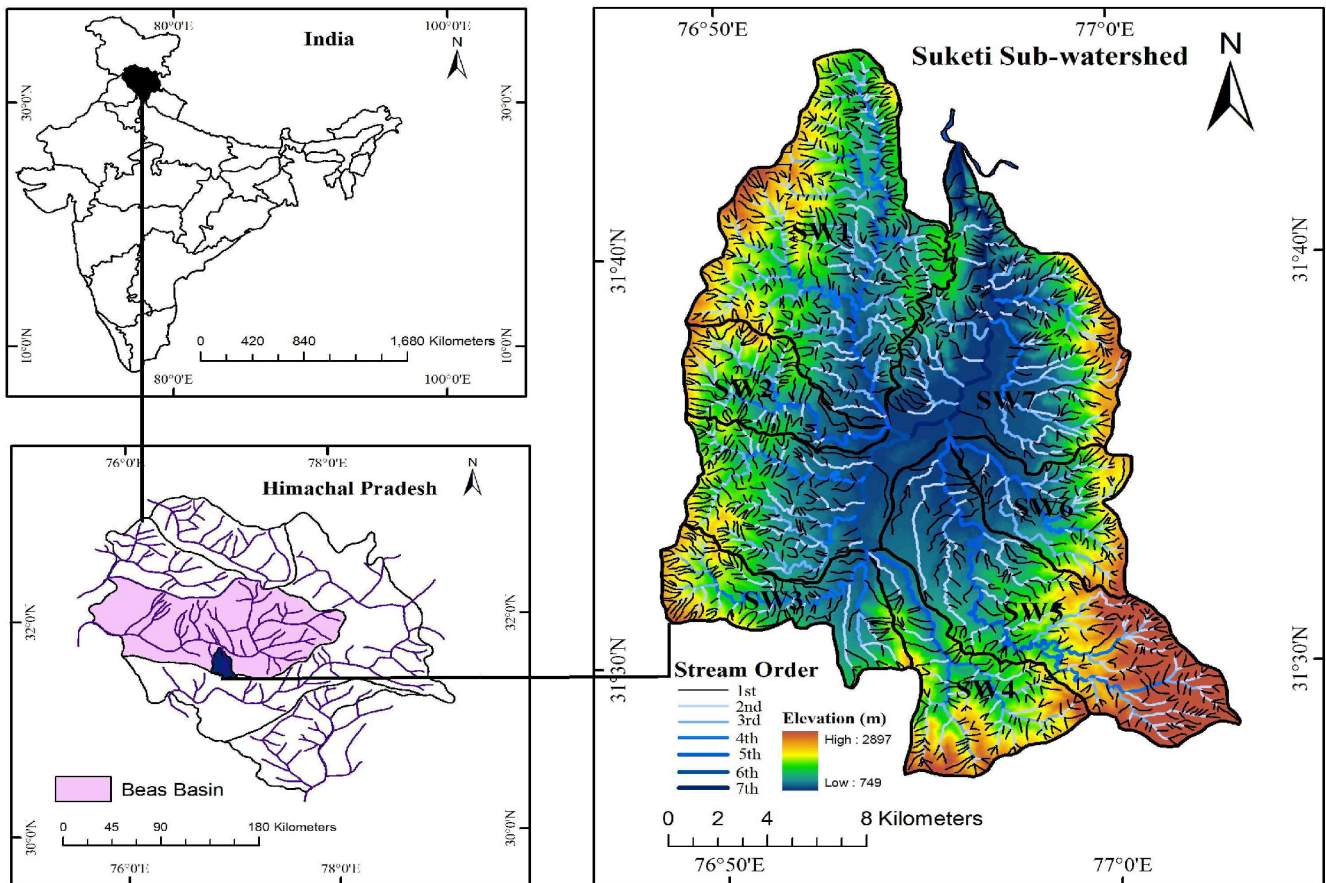 80°0'E
100°0'E
India
N
30°0'N
30°0'N
10°0'N
10°0'N
0 420 840 1,680 Kilometers
80°0'E
100°0'E
76°0'E
78°0'E
Himachal Pradesh
N
32°0'N
32°0'N
Beas Basin
0 45 90 180 Kilometers
30°0'N
30°0'N
76°0'E
78°0'E
76°50'E
77°0'E
Suketi Sub-watershed
N
31°40'N
31°40'N
SW1
SW2
SW7
SW6
SW3
SW5
SW4
31°30'N
31°30'N
Stream Order
1st
2nd
3rd
4th
5th
6th
7th
Elevation (m)
High : 2897
Low : 749
0 2 4 8 Kilometers
76°50'E
77°0'E